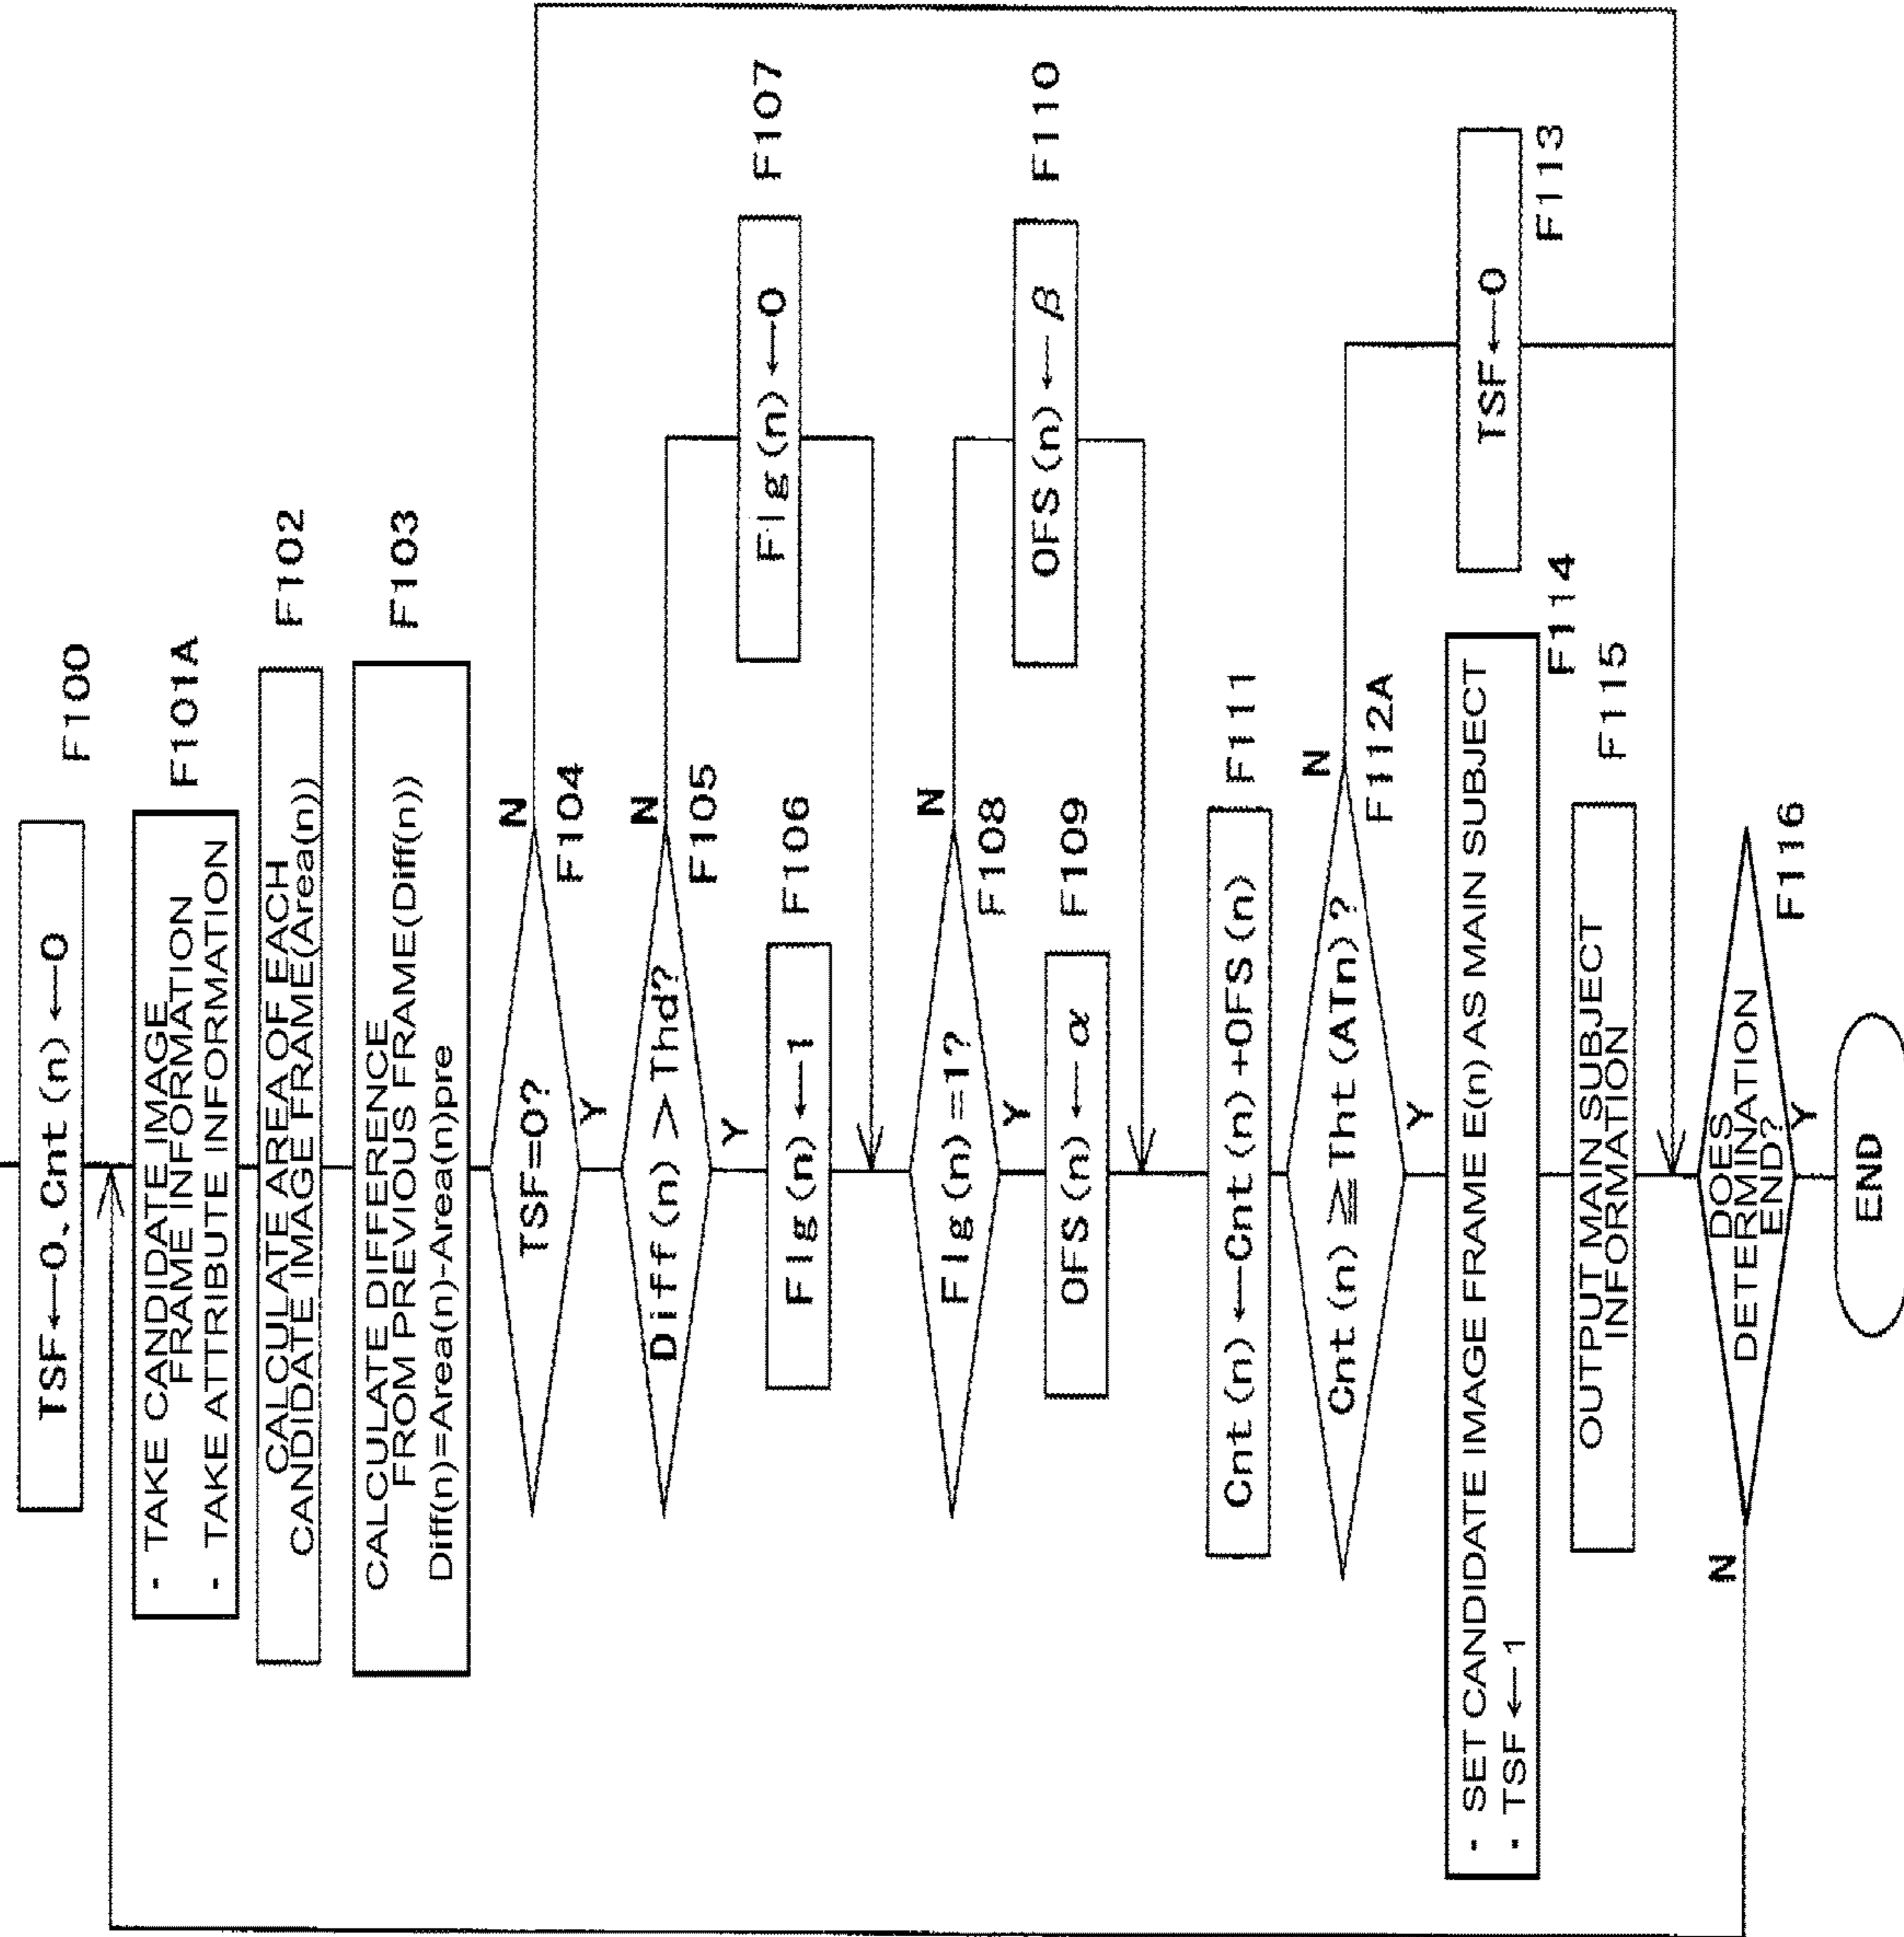 TSF←0、Cnt(n)←0
F100
- TAKE CANDIDATE IMAGE
FRAME INFORMATION
- TAKE ATTRIBUTE INFORMATION
F101A
CALCULATE AREA OF EACH
CANDIDATE IMAGE FRAME(Area(n))
F102
CALCULATE DIFFERENCE
FROM PREVIOUS FRAME(Diff(n))
Diff(n)=Area(n)-Area(n)pre
F103
TSF=0?
N
F104
Y
Diff(n) >Thd?
N
F105
Y
Flg(n)←1
F106
Flg(n)←0
F107
Flg(n)=1?
N
F108
Y
OFS(n)←α
F109
OFS(n)←β
F110
Cnt(n)←Cnt(n)+OFS(n)
F111
Cnt(n)≧Tht(ATn)?
N
F112A
Y
TSF←0
F113
- SET CANDIDATE IMAGE FRAME E(n) AS MAIN SUBJECT
- TSF←1
F114
OUTPUT MAIN SUBJECT
INFORMATION
F115
DOES
DETERMINATION
END?
F116
N
Y
END